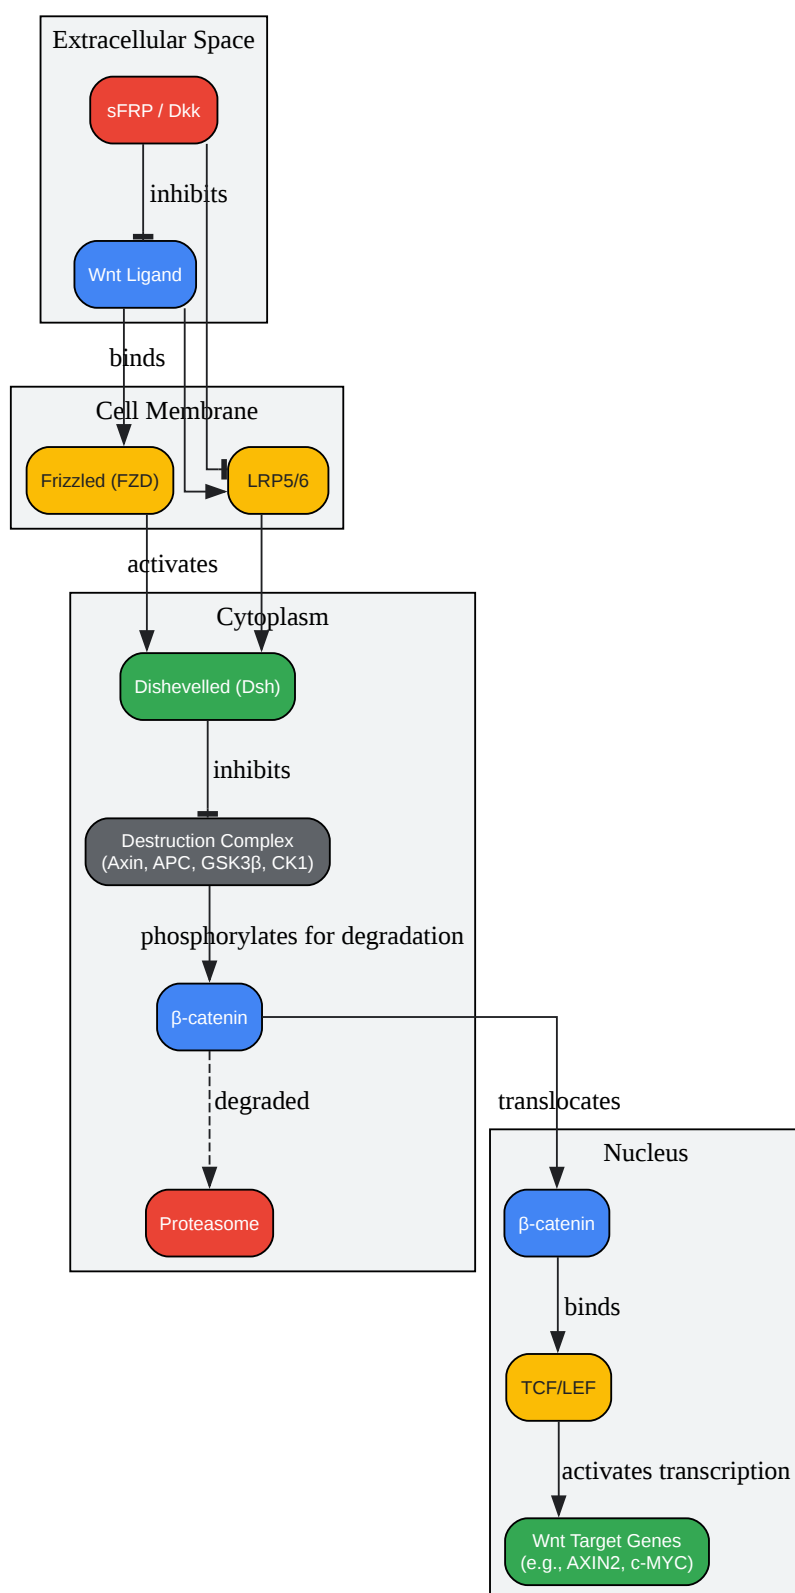 Extracellular Space
sFRP / Dkk
inhibits
Wnt Ligand
binds
Cell Membrane
Frizzled (FZD)
LRP5/6
activates
Cytoplasm
Dishevelled (Dsh)
inhibits
Destruction Complex
(Axin, APC, GSK3β, CK1)
phosphorylates for degradation
β-catenin
degraded
translocates
Nucleus
Proteasome
β-catenin
binds
TCF/LEF
activates transcription
Wnt Target Genes
(e.g., AXIN2, c-MYC)